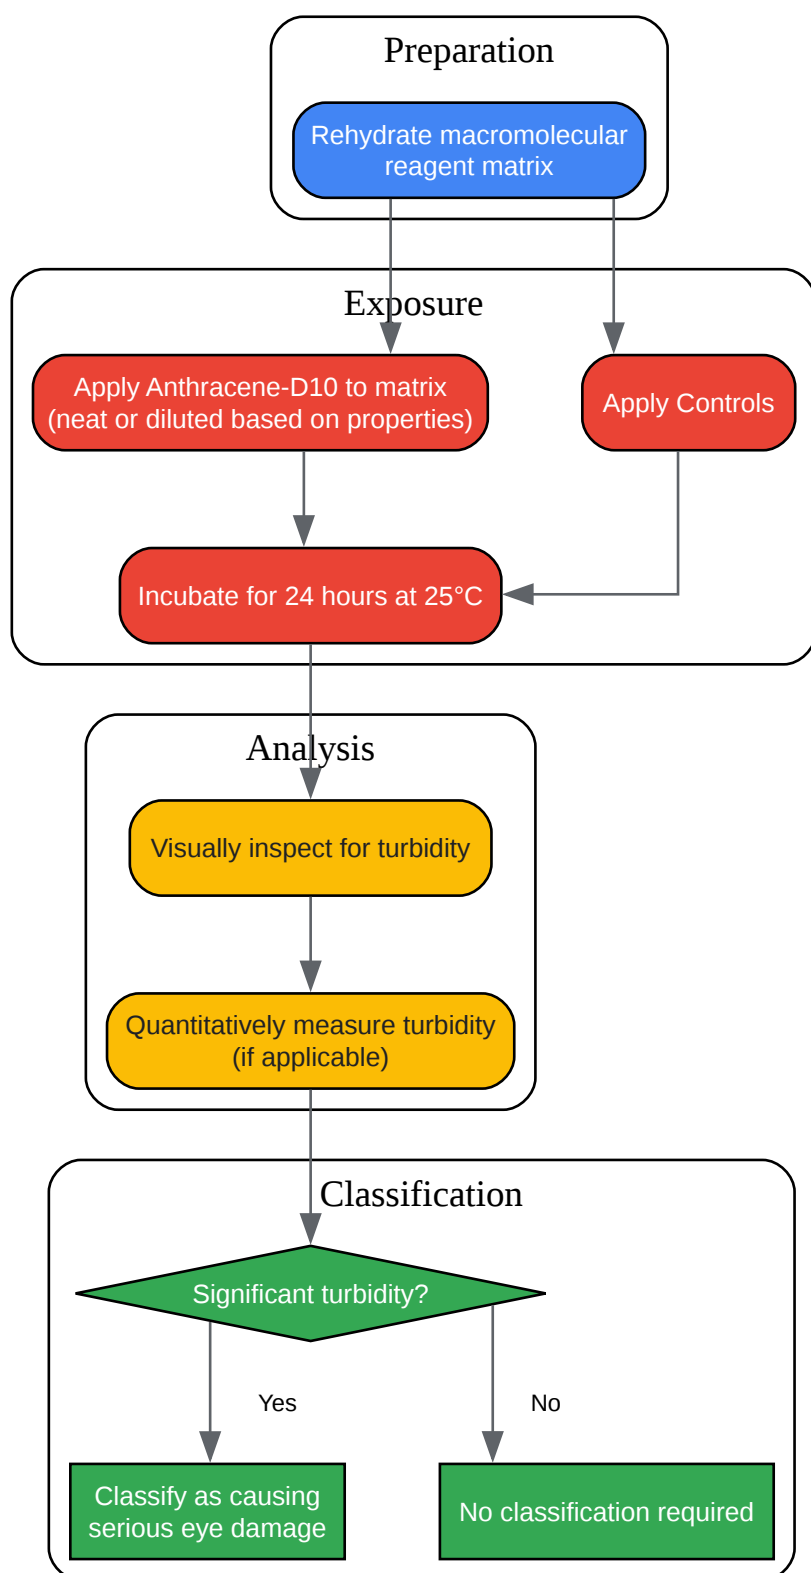 Preparation
Rehydrate macromolecular
reagent matrix
Exposure
Apply Anthracene-D10 to matrix
(neat or diluted based on properties)
Apply Controls
Incubate for 24 hours at 25°C
Analysis
Visually inspect for turbidity
Quantitatively measure turbidity
(if applicable)
Classification
Significant turbidity?
Yes
No
Classify as causing
serious eye damage
No classification required